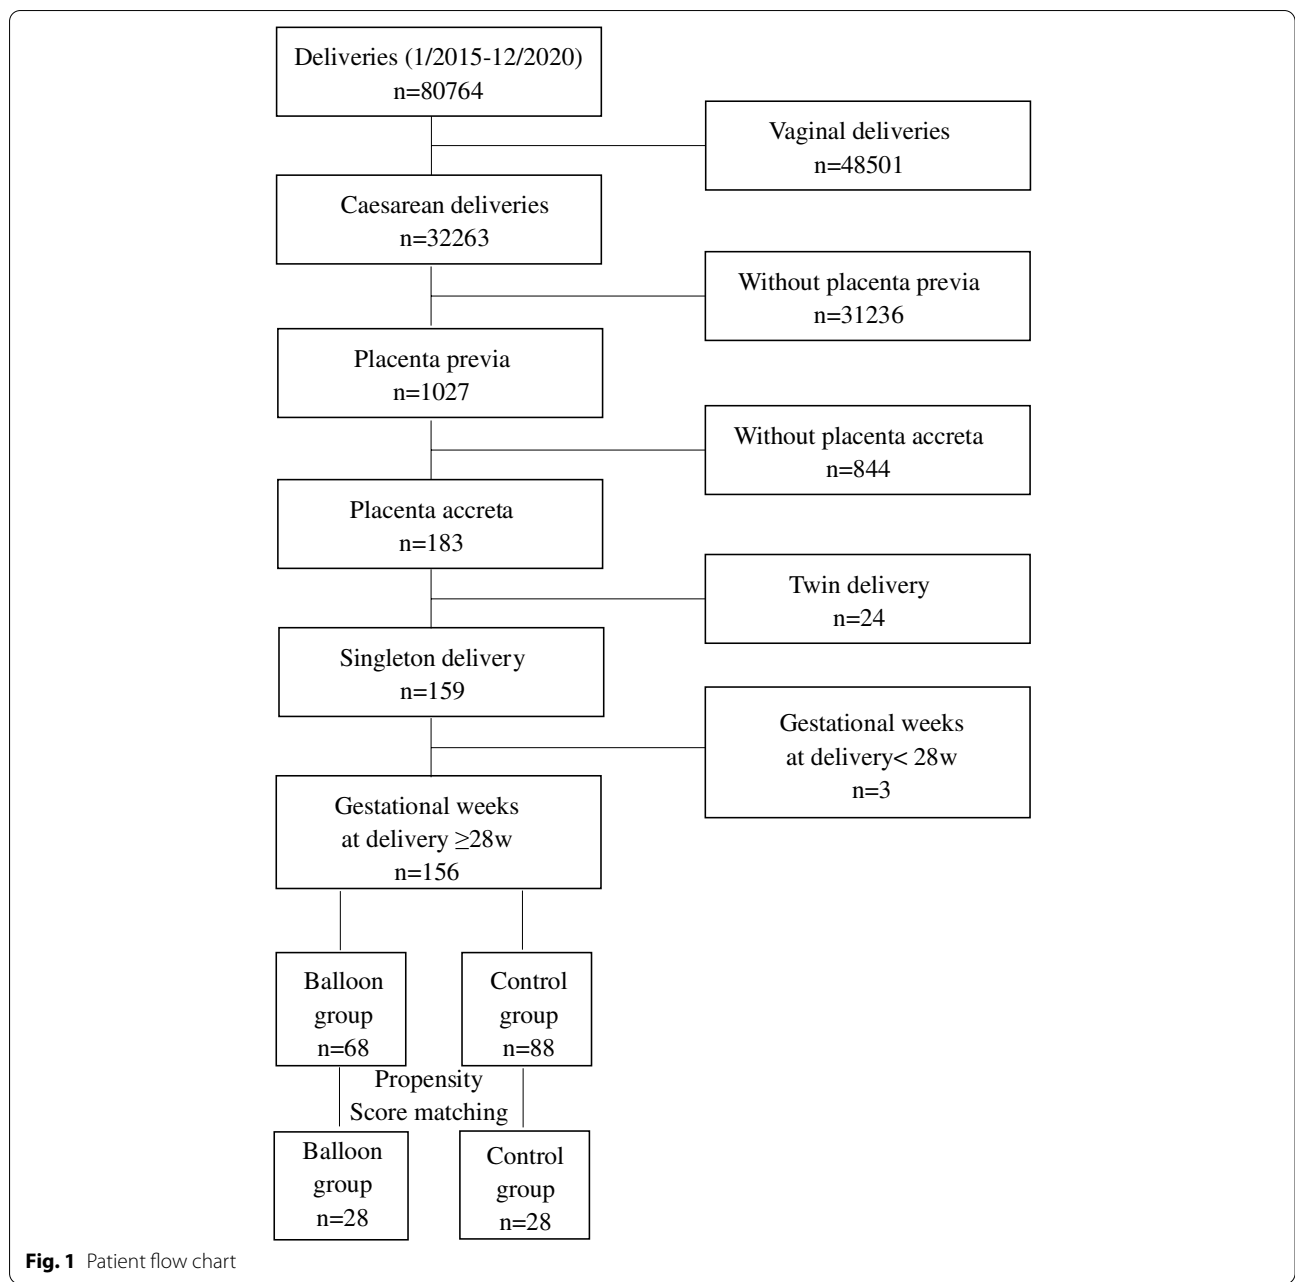 Deliveries (1/2015-12/2020)
n=80764
Vaginal deliveries
n=48501
Caesarean deliveries
n=32263
Without placenta previa
n=31236
Placenta previa
n=1027
Without placenta accreta
n=844
Placenta accreta
n=183
Twin delivery
n=24
Singleton delivery
n=159
Gestational weeks
at delivery< 28w
n=3
Gestational weeks
at delivery ≥28w
n=156
Balloon
group
n=68
Control
group
n=88
Propensity
Score matching
Balloon
group
n=28
Control
group
n=28
Fig. 1 Patient flow chart